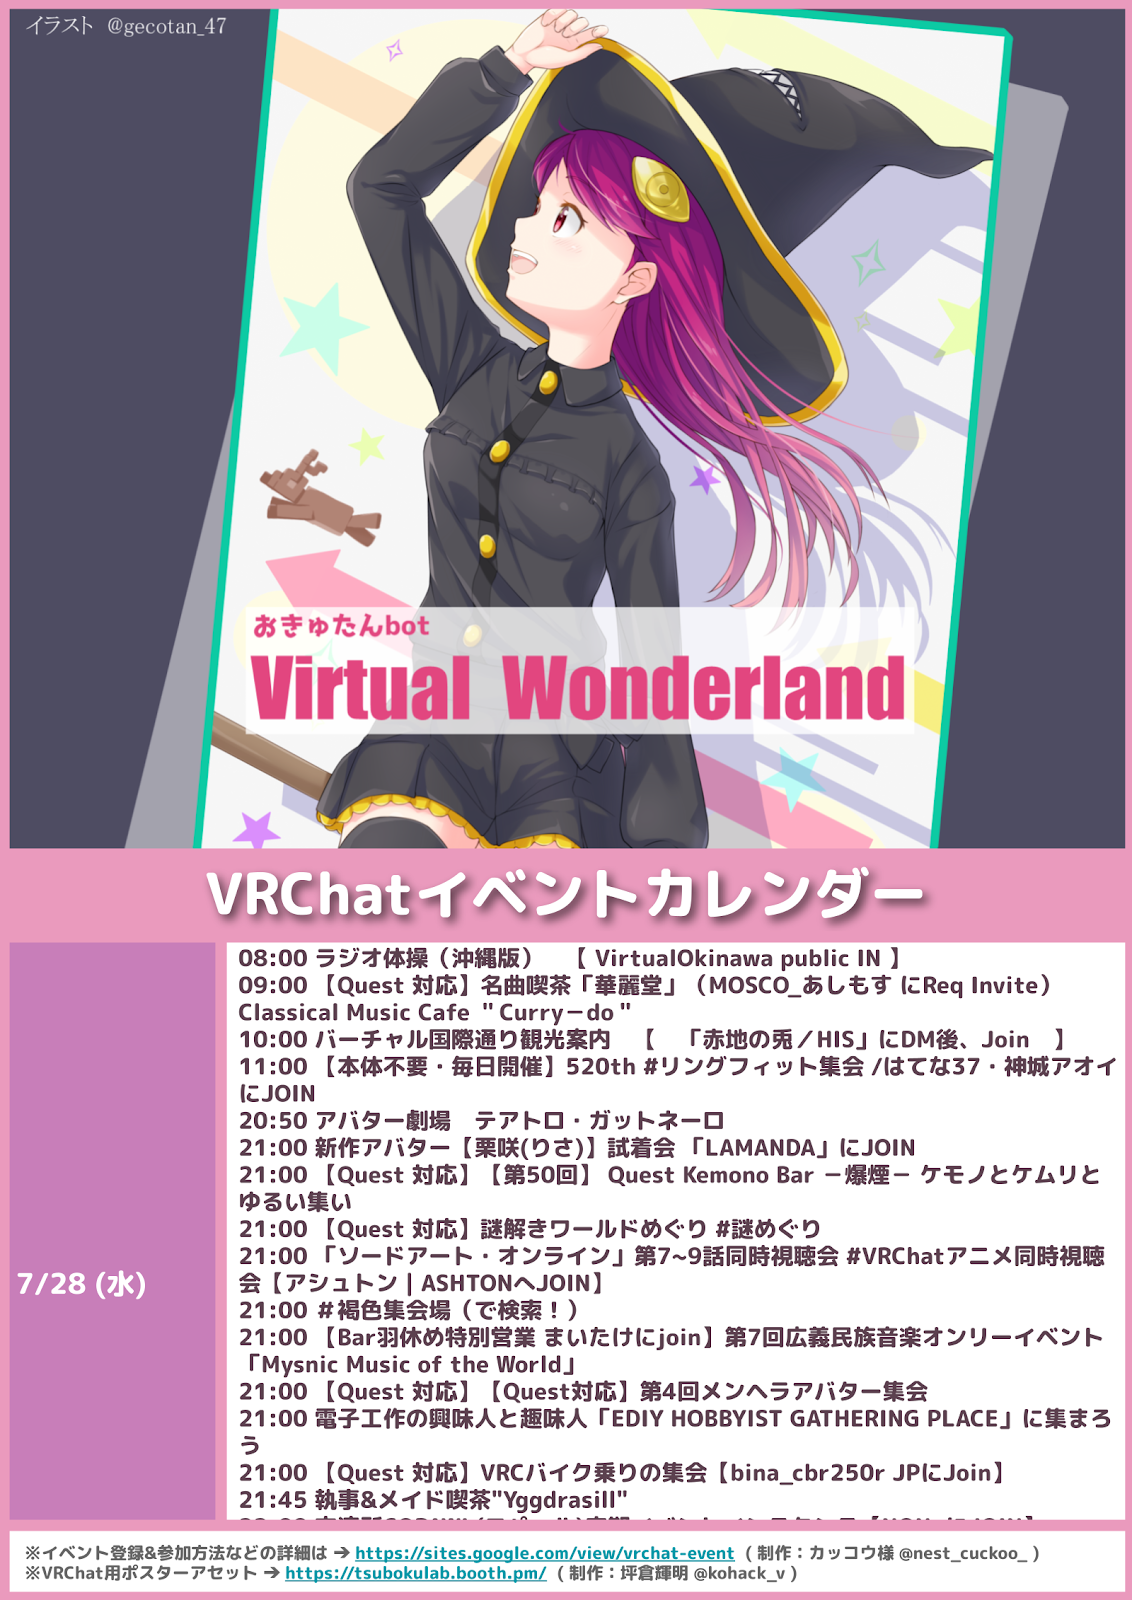 イラスト @gecotan_47
おきゅたんbot
Virtual Wonderland
VRChatイベントカレンダー
7/28 (水)
08:00 ラジオ体操（沖縄版）　【 VirtualOkinawa public IN 】
09:00 【Quest 対応】名曲喫茶「華麗堂」（MOSCO_あしもす にReq Invite）
Classical Music Cafe ＂Curry－do＂
10:00 バーチャル国際通り観光案内　【　「赤地の兎／HIS」にDM後、Join　】
11:00 【本体不要・毎日開催】520th #リングフィット集会 /はてな37・神城アオイ
にJOIN
20:50 アバター劇場　テアトロ・ガットネーロ
21:00 新作アバター【栗咲(りさ)】試着会 「LAMANDA」にJOIN
21:00 【Quest 対応】【第50回】 Quest Kemono Bar －爆煙－ ケモノとケムリと
ゆるい集い
21:00 【Quest 対応】謎解きワールドめぐり #謎めぐり
21:00 「ソードアート・オンライン」第7~9話同時視聴会 #VRChatアニメ同時視聴
会【アシュトン | ASHTONへJOIN】
21:00 ＃褐色集会場（で検索！）
21:00 【Bar羽休め特別営業 まいたけにjoin】第7回広義民族音楽オンリーイベント
「Mysnic Music of the World」
21:00 【Quest 対応】【Quest対応】第4回メンヘラアバター集会
21:00 電子工作の興味人と趣味人「EDIY HOBBYIST GATHERING PLACE」に集まろ
う
21:00 【Quest 対応】VRCバイク乗りの集会【bina_cbr250r JPにJoin】
21:45 執事&メイド喫茶"Yggdrasill"
※イベント登録&参加方法などの詳細は ➔ https://sites.google.com/view/vrchat-event （ 制作：カッコウ様 @nest_cuckoo_ ）
※VRChat用ポスターアセット ➔ https://tsubokulab.booth.pm/ （ 制作：坪倉輝明 @kohack_v ）